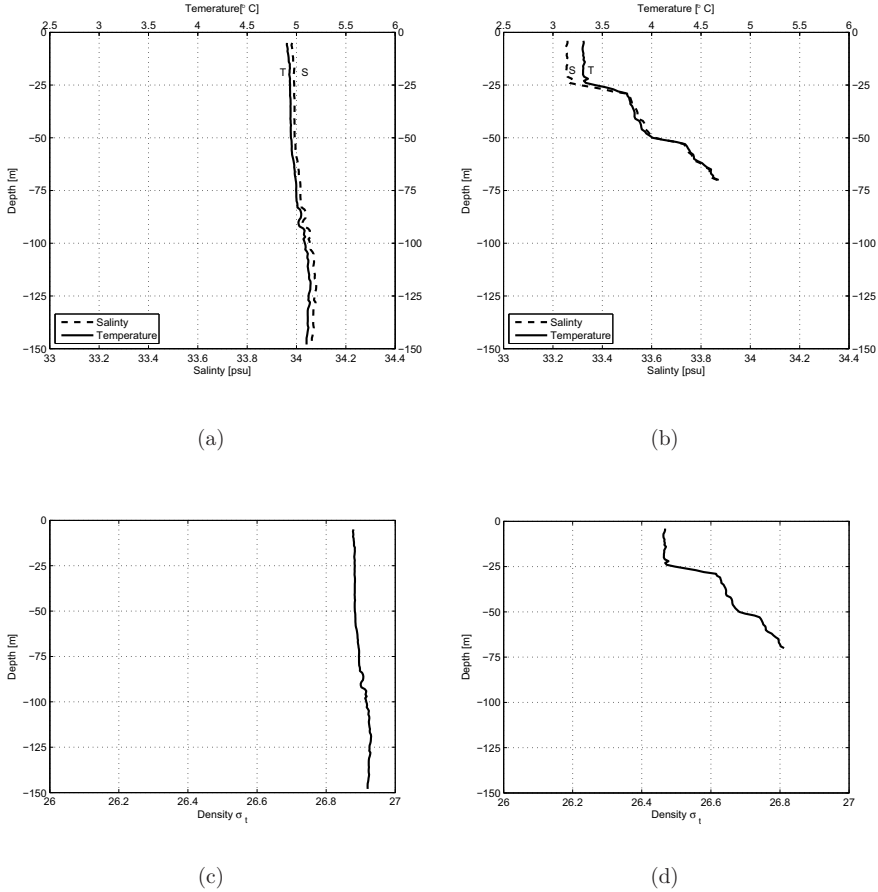 Temerature[° C]
2.5 3 3.5 4 4.5 5 5.5 6
0 0
T S
−25 −25
−50 −50
−75 −75
Depth [m]
−100 −100
−125 −125
Salinty
Temperature
−150 −150
33 33.2 33.4 33.6 33.8 34 34.2 34.4
Salinity [psu]
(a)
Temerature [° C]
2.5 3 3.5 4 4.5 5 5.5 6
0 0
S T
−25 −25
−50 −50
−75 −75
Depth [m]
−100 −100
−125 −125
Salinity
Temperature
−150 −150
33 33.2 33.4 33.6 33.8 34 34.2 34.4
Salinity [psu]
(b)
0
−25
−50
−75
Depth [m]
−100
−125
−150
26 26.2 26.4 26.6 26.8 27
Density σt
(c)
0
−25
−50
−75
Depth [m]
−100
−125
−150
26 26.2 26.4 26.6 26.8 27
Density σt
(d)